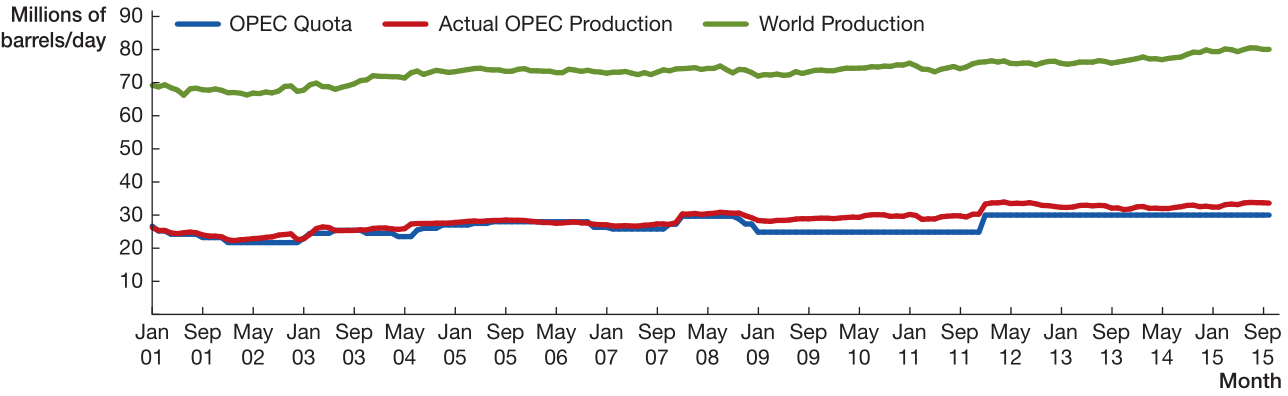 Millions of
barrels/day
OPEC Quota
Actual OPEC Production
World Production
90
80
70
60
50
40
30
20
10
Jan Sep May Jan Sep May Jan Sep May Jan Sep May Jan Sep May Jan Sep May Jan Sep May Jan Sep
01 01 02 03 03 04 05 05 06 07 07 08 09 09 10 11 11 12 13 13 14 15 15
Month